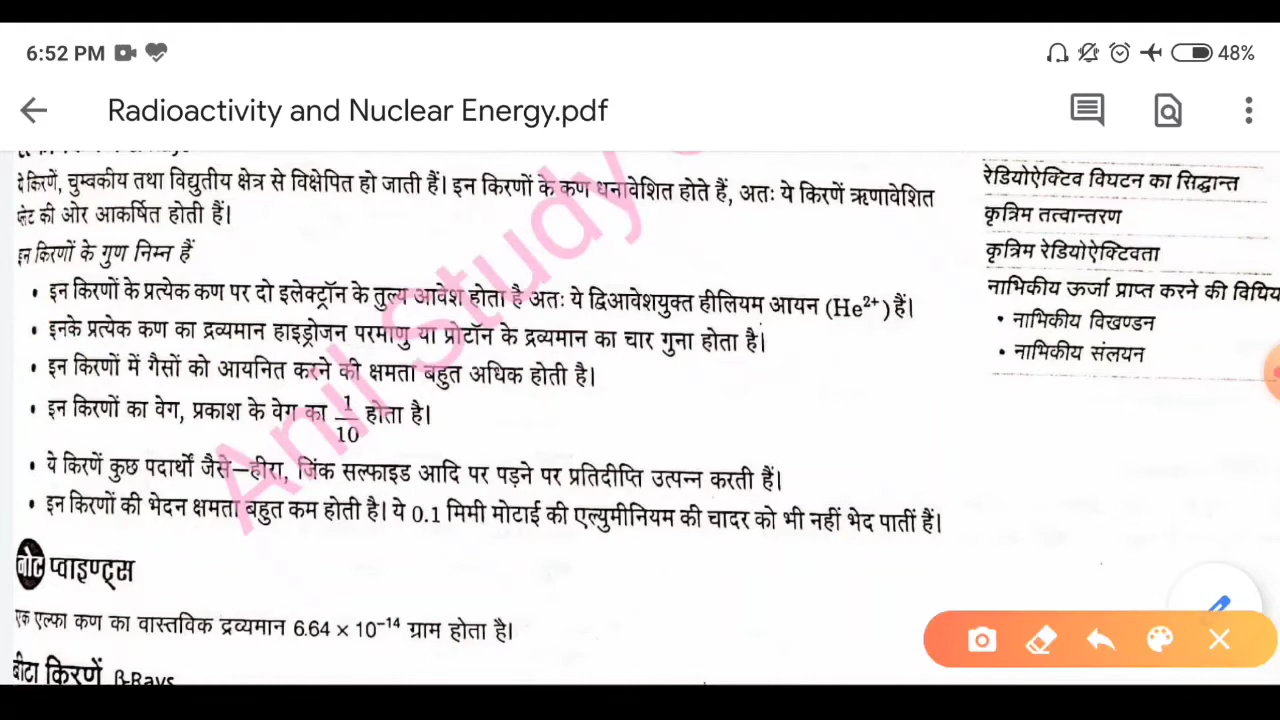 6:52 PM
48%
Radioactivity and Nuclear Energy.pdf
ये किरणें, चुम्बकीय तथा विद्युतीय क्षेत्र से विक्षेपित हो जाती हैं। इन किरणों के कण धनावेशित होते हैं, अतः ये किरणें ऋणावेशित
प्लेट की ओर आकर्षित होती हैं।
इन किरणों के गुण निम्न हैं
• इन किरणों के प्रत्येक कण पर दो इलेक्ट्रॉन के तुल्य आवेश होता है अतः ये द्विआवेशयुक्त हीलियम आयन (He²⁺) हैं।
• इनके प्रत्येक कण का द्रव्यमान हाइड्रोजन परमाणु या प्रोटॉन के द्रव्यमान का चार गुना होता है।
• इन किरणों में गैसों को आयनित करने की क्षमता बहुत अधिक होती है।
• इन किरणों का वेग, प्रकाश के वेग का 1/10 होता है।
• ये किरणें कुछ पदार्थों जैसे–हीरा, जिंक सल्फाइड आदि पर पड़ने पर प्रतिदीप्ति उत्पन्न करती हैं।
• इन किरणों की भेदन क्षमता बहुत कम होती है। ये 0.1 मिमी मोटाई की एल्युमीनियम की चादर को भी नहीं भेद पातीं हैं।
नोट प्वाइण्ट्स
एक एल्फा कण का वास्तविक द्रव्यमान 6.64 × 10⁻¹⁴ ग्राम होता है।
बीटा किरणें β-Rays
रेडियोऐक्टिव विघटन का सिद्धान्त
कृत्रिम तत्वान्तरण
कृत्रिम रेडियोऐक्टिवता
नाभिकीय ऊर्जा प्राप्त करने की विधिय
• नाभिकीय विखण्डन
• नाभिकीय संलयन
Anil Study